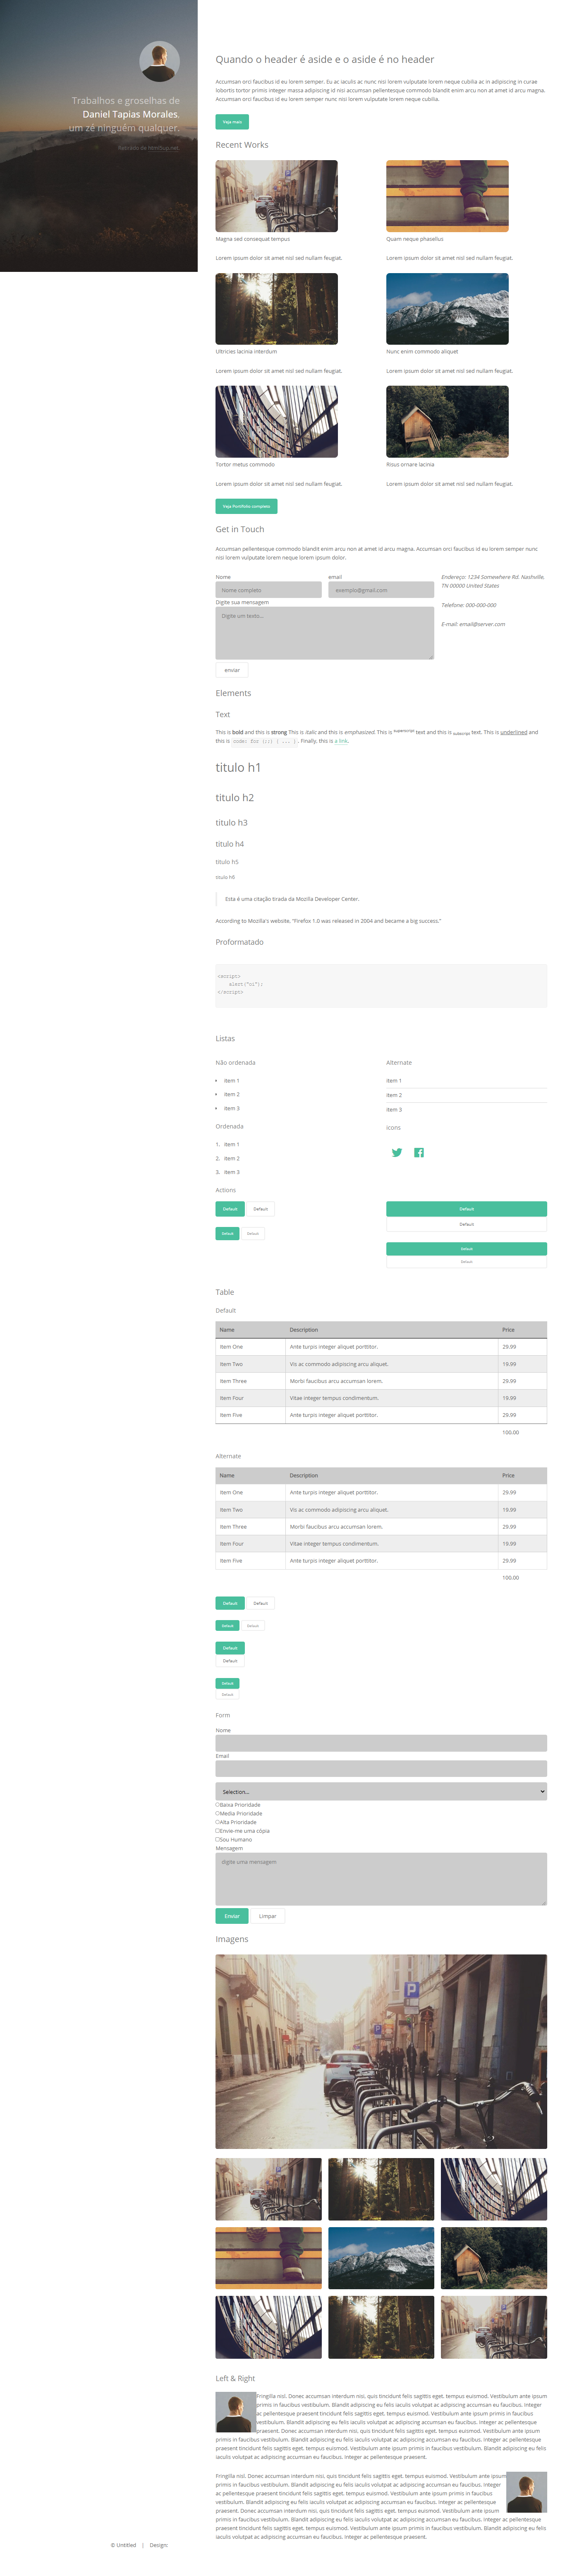 Trabalhos e groselhas de
Daniel Tapias Morales.
um zé ninguém qualquer.
Retirado de html5up.net.
Quando o header é aside e o aside é no header
Accumsan orci faucibus id eu lorem semper. Eu ac iaculis ac nunc nisi lorem vulputate lorem neque cubilia ac in adipiscing in curae
lobortis tortor primis integer massa adipiscing id nisi accumsan pellentesque commodo blandit enim arcu non at amet id arcu magna.
Accumsan orci faucibus id eu lorem semper nunc nisi lorem vulputate lorem neque cubilia.
Veja mais
Recent Works
Magna sed consequat tempus
Quam neque phasellus
Lorem ipsum dolor sit amet nisl sed nullam feugiat.
Lorem ipsum dolor sit amet nisl sed nullam feugiat.
Ultricies lacinia interdum
Nunc enim commodo aliquet
Lorem ipsum dolor sit amet nisl sed nullam feugiat.
Lorem ipsum dolor sit amet nisl sed nullam feugiat.
Tortor metus commodo
Risus ornare lacinia
Lorem ipsum dolor sit amet nisl sed nullam feugiat.
Lorem ipsum dolor sit amet nisl sed nullam feugiat.
Veja Portifólio completo
Get in Touch
Accumsan pellentesque commodo blandit enim arcu non at amet id arcu magna. Accumsan orci faucibus id eu lorem semper nunc
nisi lorem vulputate lorem neque lorem ipsum dolor.
Nome
email
Nome completo
exemplo@gmail.com
Digite sua mensagem
Digite um texto...
enviar
Endereço: 1234 Somewhere Rd. Nashville,
TN 00000 United States
Telefone: 000-000-000
E-mail: email@server.com
Elements
Text
This is bold and this is strong This is italic and this is emphasized. This is superscript text and this is subscript text. This is underlined and
this is code: for (;;) { ... }. Finally, this is a link.
titulo h1
titulo h2
titulo h3
titulo h4
titulo h5
titulo h6
Esta é uma citação tirada da Mozilla Developer Center.
According to Mozilla's website, "Firefox 1.0 was released in 2004 and became a big success."
Proformatado
<script>
alert("oi");
</script>
Listas
Não ordenada
item 1
item 2
item 3
Ordenada
1. item 1
2. item 2
3. item 3
Alternate
item 1
item 2
item 3
Icons
Actions
Default Default
Default Default
Default
Default
Default
Default
Table
Default
Name Description Price
Item One Ante turpis integer aliquet porttitor. 29.99
Item Two Vis ac commodo adipiscing arcu aliquet. 19.99
Item Three Morbi faucibus arcu accumsan lorem. 29.99
Item Four Vitae integer tempus condimentum. 19.99
Item Five Ante turpis integer aliquet porttitor. 29.99
100.00
Alternate
Name Description Price
Item One Ante turpis integer aliquet porttitor. 29.99
Item Two Vis ac commodo adipiscing arcu aliquet. 19.99
Item Three Morbi faucibus arcu accumsan lorem. 29.99
Item Four Vitae integer tempus condimentum. 19.99
Item Five Ante turpis integer aliquet porttitor. 29.99
100.00
Default Default
Default Default
Default
Default
Default
Default
Form
Nome
Email
Selection...
Baixa Prioridade
Media Prioridade
Alta Prioridade
Envie-me uma cópia
Sou Humano
Mensagem
digite uma mensagem
Enviar Limpar
Imagens
P
Left & Right
Fringilla nisl. Donec accumsan interdum nisi, quis tincidunt felis sagittis eget. tempus euismod. Vestibulum ante ipsum
primis in faucibus vestibulum. Blandit adipiscing eu felis iaculis volutpat ac adipiscing accumsan eu faucibus. Integer
ac pellentesque praesent tincidunt felis sagittis eget. tempus euismod. Vestibulum ante ipsum primis in faucibus
vestibulum. Blandit adipiscing eu felis iaculis volutpat ac adipiscing accumsan eu faucibus. Integer ac pellentesque
praesent. Donec accumsan interdum nisi, quis tincidunt felis sagittis eget. tempus euismod. Vestibulum ante ipsum
primis in faucibus vestibulum. Blandit adipiscing eu felis iaculis volutpat ac adipiscing accumsan eu faucibus. Integer ac pellentesque
praesent tincidunt felis sagittis eget. tempus euismod. Vestibulum ante ipsum primis in faucibus vestibulum. Blandit adipiscing eu felis
iaculis volutpat ac adipiscing accumsan eu faucibus. Integer ac pellentesque praesent.
Fringilla nisl. Donec accumsan interdum nisi, quis tincidunt felis sagittis eget. tempus euismod. Vestibulum ante ipsum
primis in faucibus vestibulum. Blandit adipiscing eu felis iaculis volutpat ac adipiscing accumsan eu faucibus. Integer
ac pellentesque praesent tincidunt felis sagittis eget. tempus euismod. Vestibulum ante ipsum primis in faucibus
vestibulum. Blandit adipiscing eu felis iaculis volutpat ac adipiscing accumsan eu faucibus. Integer ac pellentesque
praesent. Donec accumsan interdum nisi, quis tincidunt felis sagittis eget. tempus euismod. Vestibulum ante ipsum
primis in faucibus vestibulum. Blandit adipiscing eu felis iaculis volutpat ac adipiscing accumsan eu faucibus. Integer ac pellentesque
praesent tincidunt felis sagittis eget. tempus euismod. Vestibulum ante ipsum primis in faucibus vestibulum. Blandit adipiscing eu felis
iaculis volutpat ac adipiscing accumsan eu faucibus. Integer ac pellentesque praesent.
© Untitled | Design: